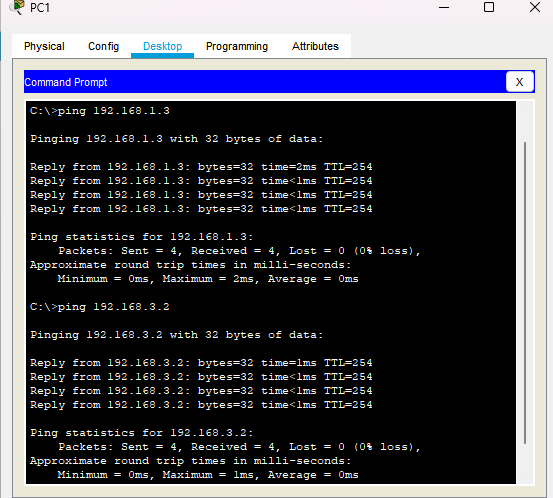 PC1
Physical Config Desktop Programming Attributes
Command Prompt
X
C:\>ping 192.168.1.3
Pinging 192.168.1.3 with 32 bytes of data:
Reply from 192.168.1.3: bytes=32 time=2ms TTL=254
Reply from 192.168.1.3: bytes=32 time<1ms TTL=254
Reply from 192.168.1.3: bytes=32 time<1ms TTL=254
Reply from 192.168.1.3: bytes=32 time<1ms TTL=254
Ping statistics for 192.168.1.3:
    Packets: Sent = 4, Received = 4, Lost = 0 (0% loss),
Approximate round trip times in milli-seconds:
    Minimum = 0ms, Maximum = 2ms, Average = 0ms
C:\>ping 192.168.3.2
Pinging 192.168.3.2 with 32 bytes of data:
Reply from 192.168.3.2: bytes=32 time=1ms TTL=254
Reply from 192.168.3.2: bytes=32 time<1ms TTL=254
Reply from 192.168.3.2: bytes=32 time<1ms TTL=254
Reply from 192.168.3.2: bytes=32 time<1ms TTL=254
Ping statistics for 192.168.3.2:
    Packets: Sent = 4, Received = 4, Lost = 0 (0% loss),
Approximate round trip times in milli-seconds:
    Minimum = 0ms, Maximum = 1ms, Average = 0ms